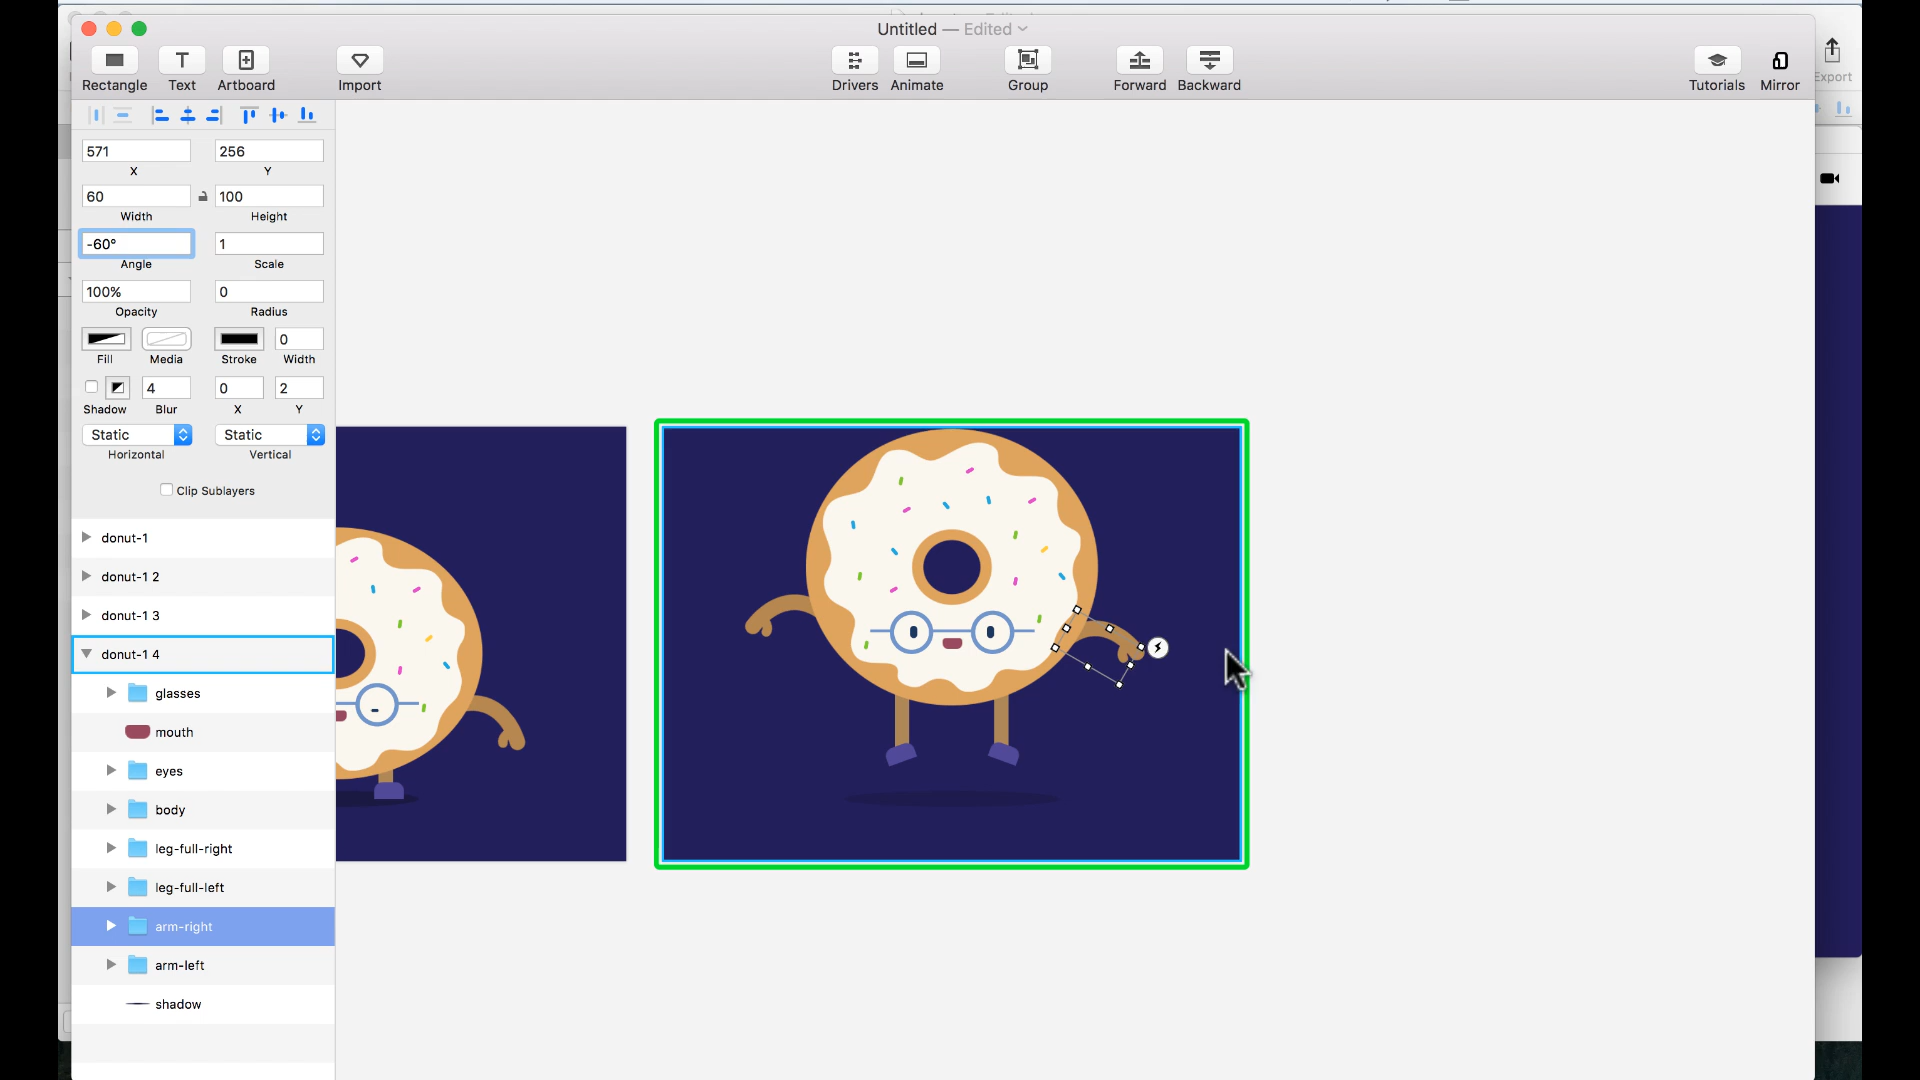 Untitled — Edited
Rectangle Text Artboard Import Drivers Animate Group Forward Backward Tutorials Mirror Export
571 256
X Y
60 100
Width Height
-60° 1
Angle Scale
100% 0
Opacity Radius
0
Fill Media Stroke Width
4 0 2
Shadow Blur X Y
Static Static
Horizontal Vertical
Clip Sublayers
donut-1
donut-1 2
donut-1 3
donut-1 4
glasses
mouth
eyes
body
leg-full-right
leg-full-left
arm-right
arm-left
shadow